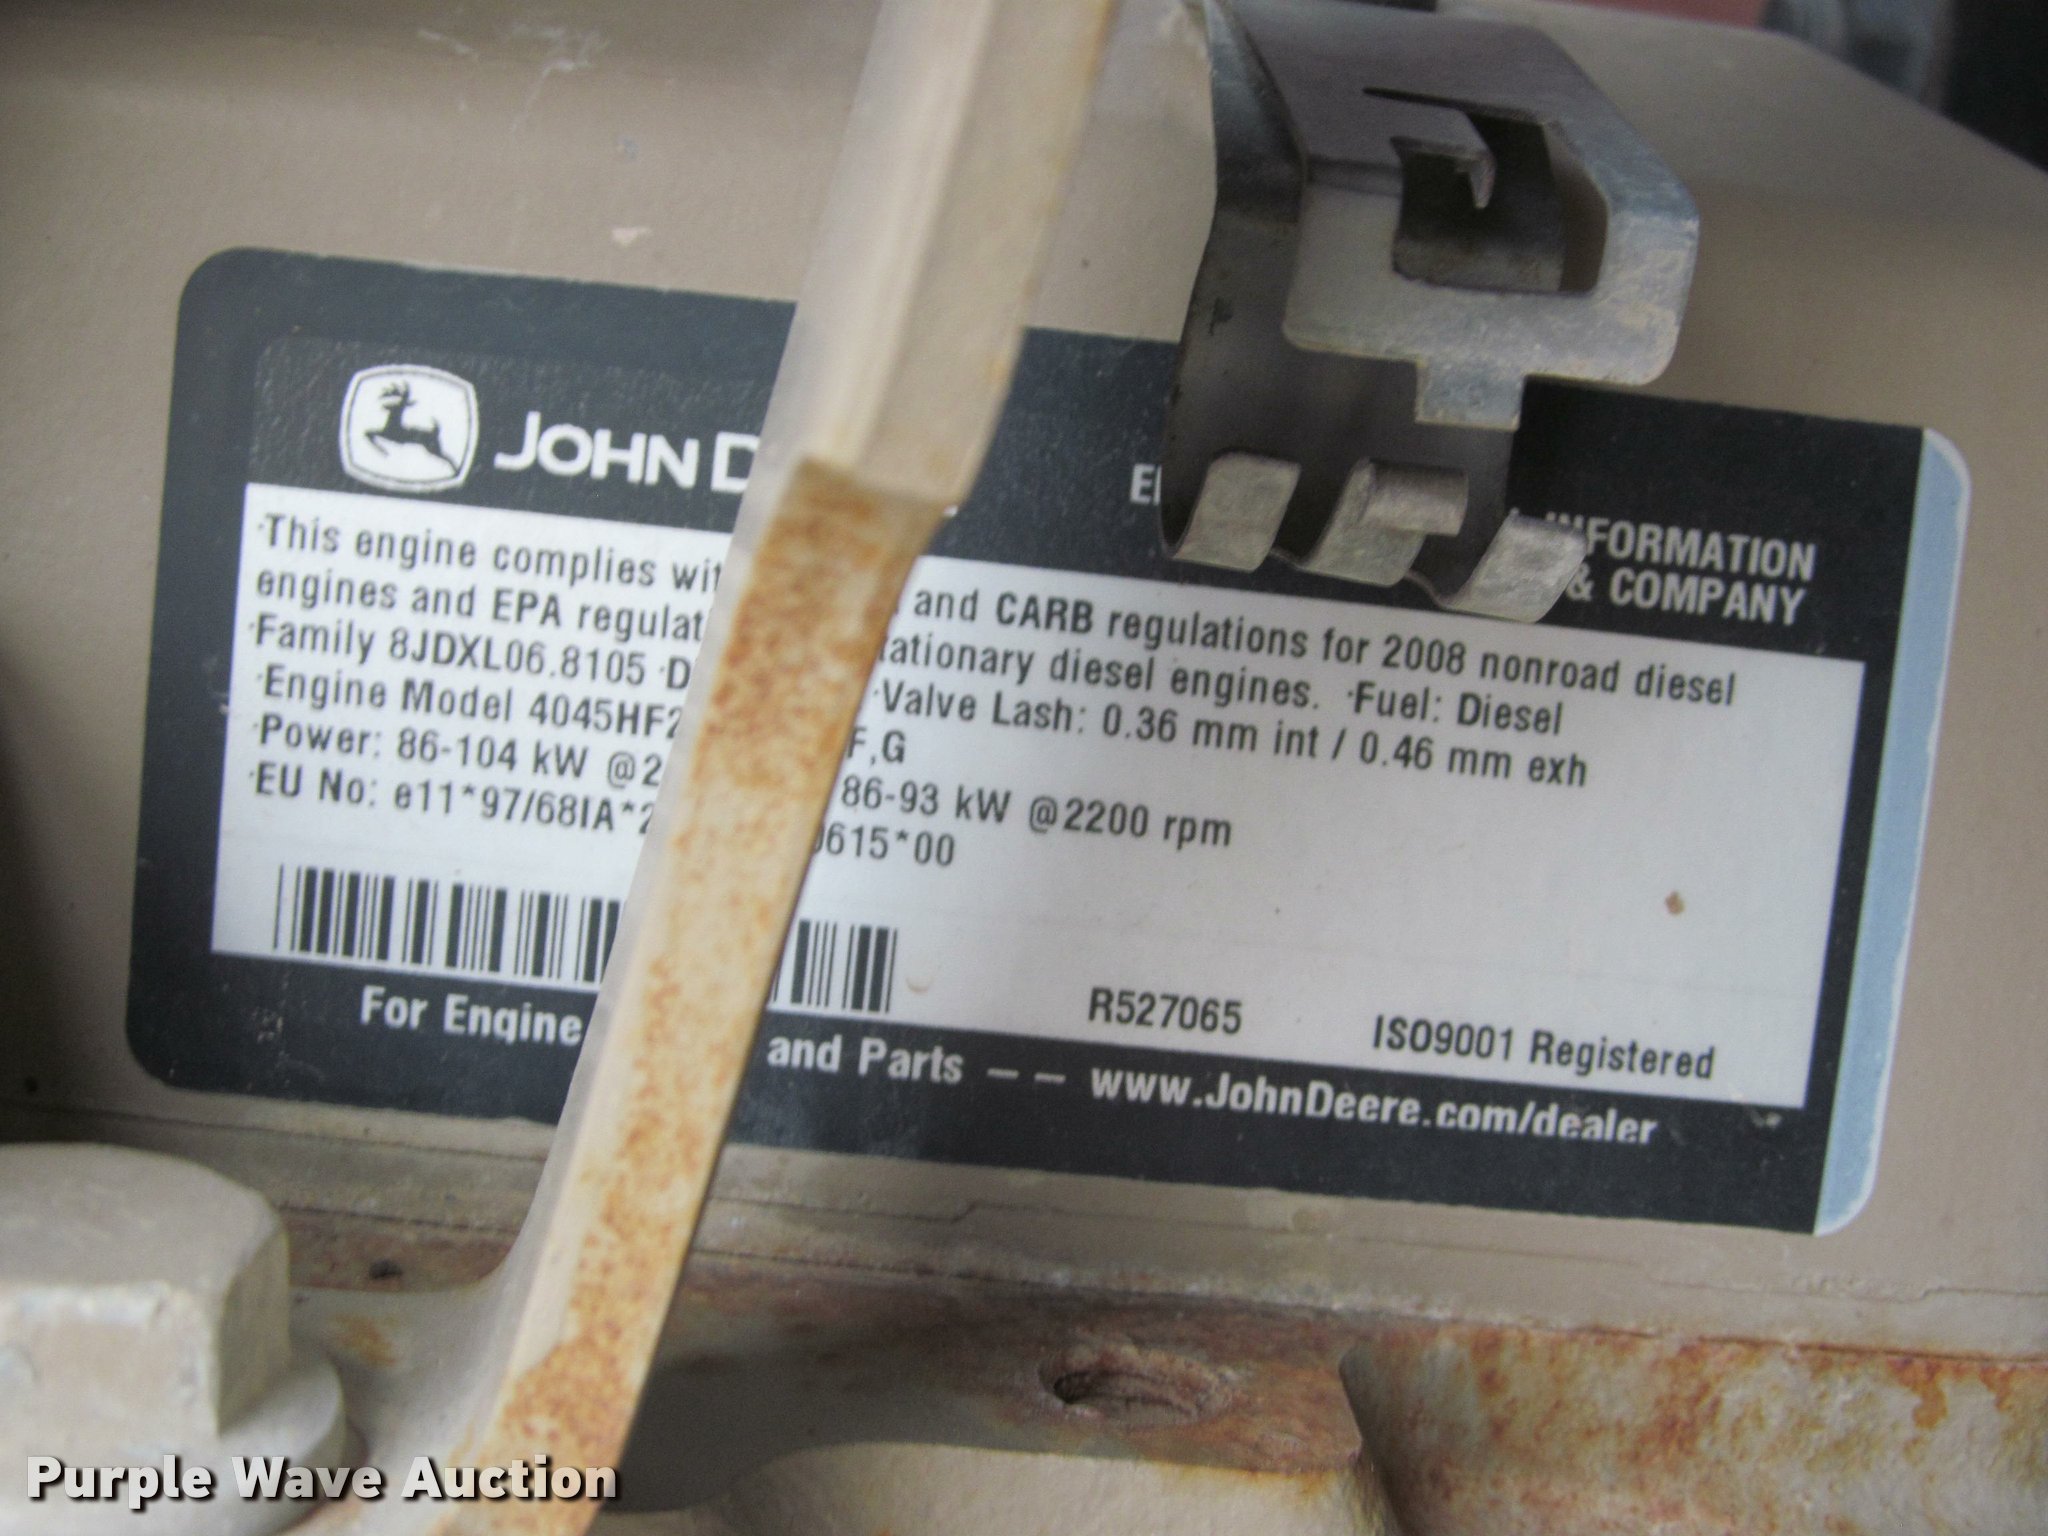 JOHN D
INFORMATION
& COMPANY
·This engine complies wit and CARB regulations for 2008 nonroad diesel
engines and EPA regulat tationary diesel engines. ·Fuel: Diesel
·Family 8JDXL06.8105 ·D ·Valve Lash: 0.36 mm int / 0.46 mm exh
·Engine Model 4045HF2 F,G
·Power: 86-104 kW @2 86-93 kW @2200 rpm
·EU No: e11*97/68IA*2 0615*00
R527065 ISO9001 Registered
For Engine and Parts – – www.JohnDeere.com/dealer
Purple Wave Auction